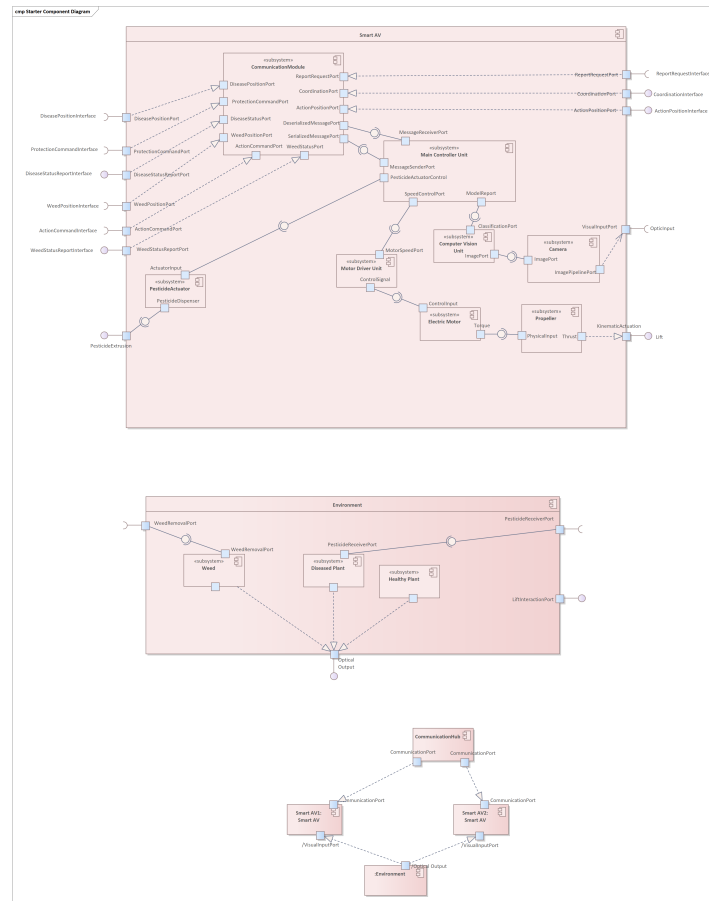 cmp Starter Component Diagram
Smart AV
«subsystem»
CommunicationModule
ReportRequestPort
ReportRequestPort
ReportRequestInterface
DiseasePositionPort
CoordinationPort
CoordinationPort
CoordinationInterface
ProtectionCommandPort
ActionPositionPort
ActionPositionPort
ActionPositionInterface
DiseasePositionInterface
DiseasePositionPort
DiseaseStatusPort
DeserializedMessagePort
MessageReceiverPort
WeedPositionPort
SerializedMessagePort
ActionCommandPort
WeedStatusPort
«subsystem»
Main Controller Unit
ProtectionCommandInterface
ProtectionCommandPort
MessageSenderPort
DiseaseStatusReportInterface
DiseaseStatusReportPort
PesticideActuatorControl
SpeedControlPort
ModelReport
WeedPositionInterface
WeedPositionPort
ActionCommandInterface
ActionCommandPort
ClassificationPort
VisualInputPort
OpticInput
«subsystem»
Computer Vision
Unit
«subsystem»
Camera
WeedStatusReportInterface
WeedStatusReportPort
MotorSpeedPort
ImagePort
ImagePort
«subsystem»
Motor Driver Unit
ImagePipelinePort
ActuatorInput
«subsystem»
PesticideActuator
ControlSignal
PesticideDispenser
ControlInput
«subsystem»
Electric Motor
«subsystem»
Propeller
Torque
KinematicActuation
PhysicalInput
Thrust
Lift
PesticideExtrusion
Environment
WeedRemovalPort
PesticideReceiverPort
WeedRemovalPort
PesticideReceiverPort
«subsystem»
Weed
«subsystem»
Diseased Plant
«subsystem»
Healthy Plant
LiftInteractionPort
Optical
Output
CommunicationHub
CommunicationPort
CommunicationPort
CommunicationPort
Smart AV1:
Smart AV
Smart AV2:
Smart AV
/VisualInputPort
/VisualInputPort
:Environment